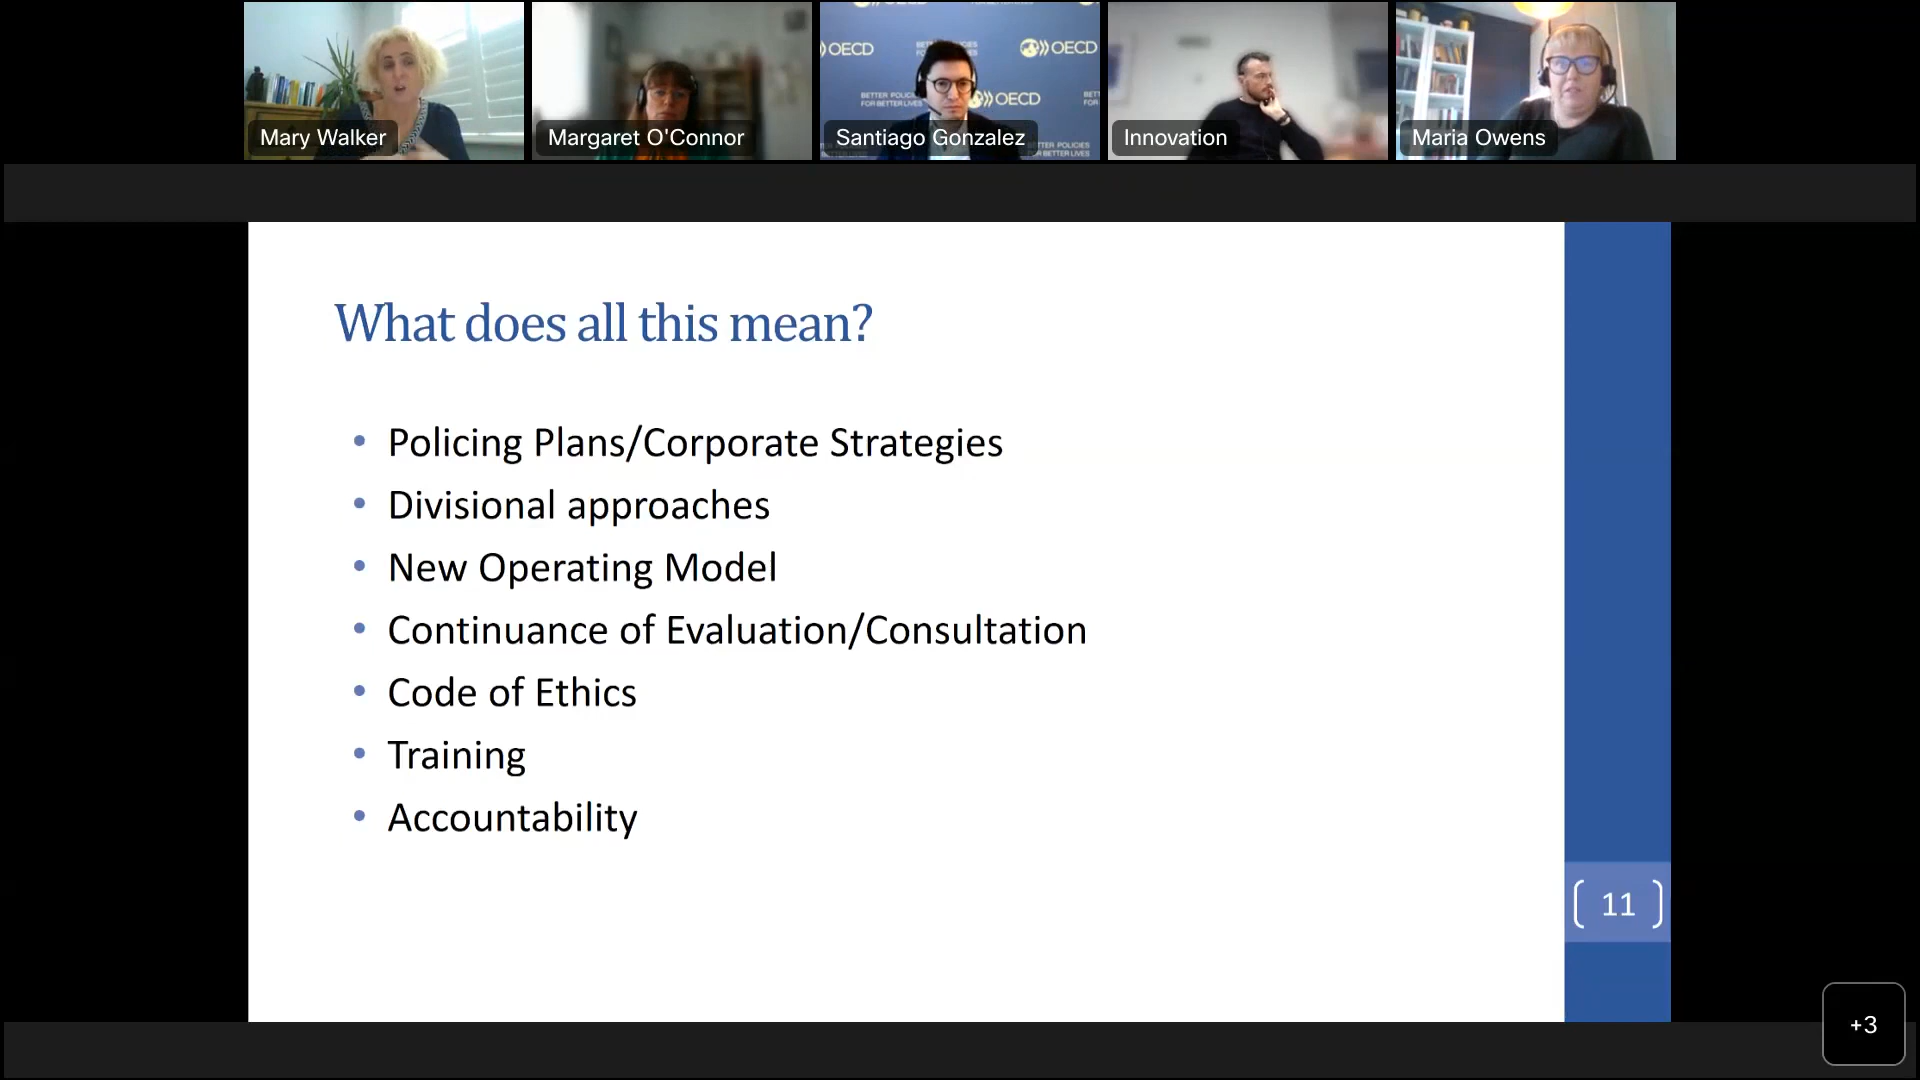 OECD
OECD
BETTER POLICIES
FOR BETTER LIVES
OECD
Mary Walker
Margaret O'Connor
Santiago Gonzalez
Innovation
Maria Owens
What does all this mean?
• Policing Plans/Corporate Strategies
• Divisional approaches
• New Operating Model
• Continuance of Evaluation/Consultation
• Code of Ethics
• Training
• Accountability
11
+3